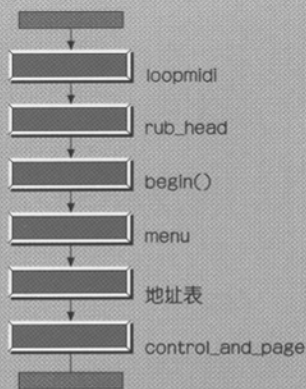 loopmidi
rub_head
begin()
menu
地址表
control_and_page